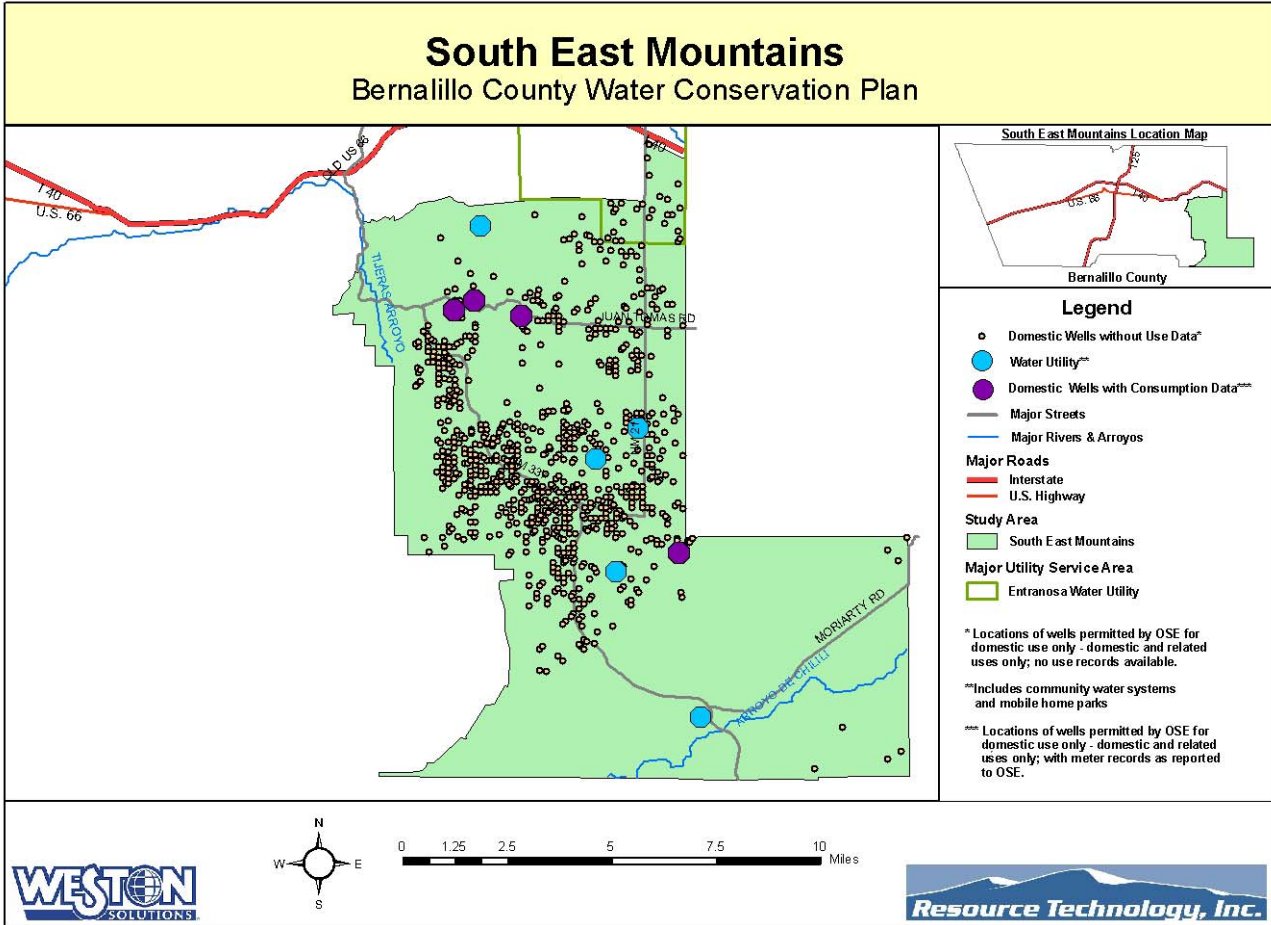 South East Mountains
Bernalillo County Water Conservation Plan
I 40
U.S. 66
OLD US 66
I 40
TIJERAS ARROYO
JUAN TOMAS RD
MORIARTY RD
ARROYO DE CHILILI
South East Mountains Location Map
I 25
U.S. 66
I 40
Bernalillo County
Legend
Domestic Wells without Use Data*
Water Utility**
Domestic Wells with Consumption Data***
Major Streets
Major Rivers & Arroyos
Major Roads
Interstate
U.S. Highway
Study Area
South East Mountains
Major Utility Service Area
Entranosa Water Utility
* Locations of wells permitted by OSE for
domestic use only - domestic and related
uses only; no use records available.
**Includes community water systems
and mobile home parks
*** Locations of wells permitted by OSE for
domestic use only - domestic and related
uses only; with meter records as reported
to OSE.
N
W E
S
0 1.25 2.5 5 7.5 10
Miles
WESTON
SOLUTIONS
Resource Technology, Inc.